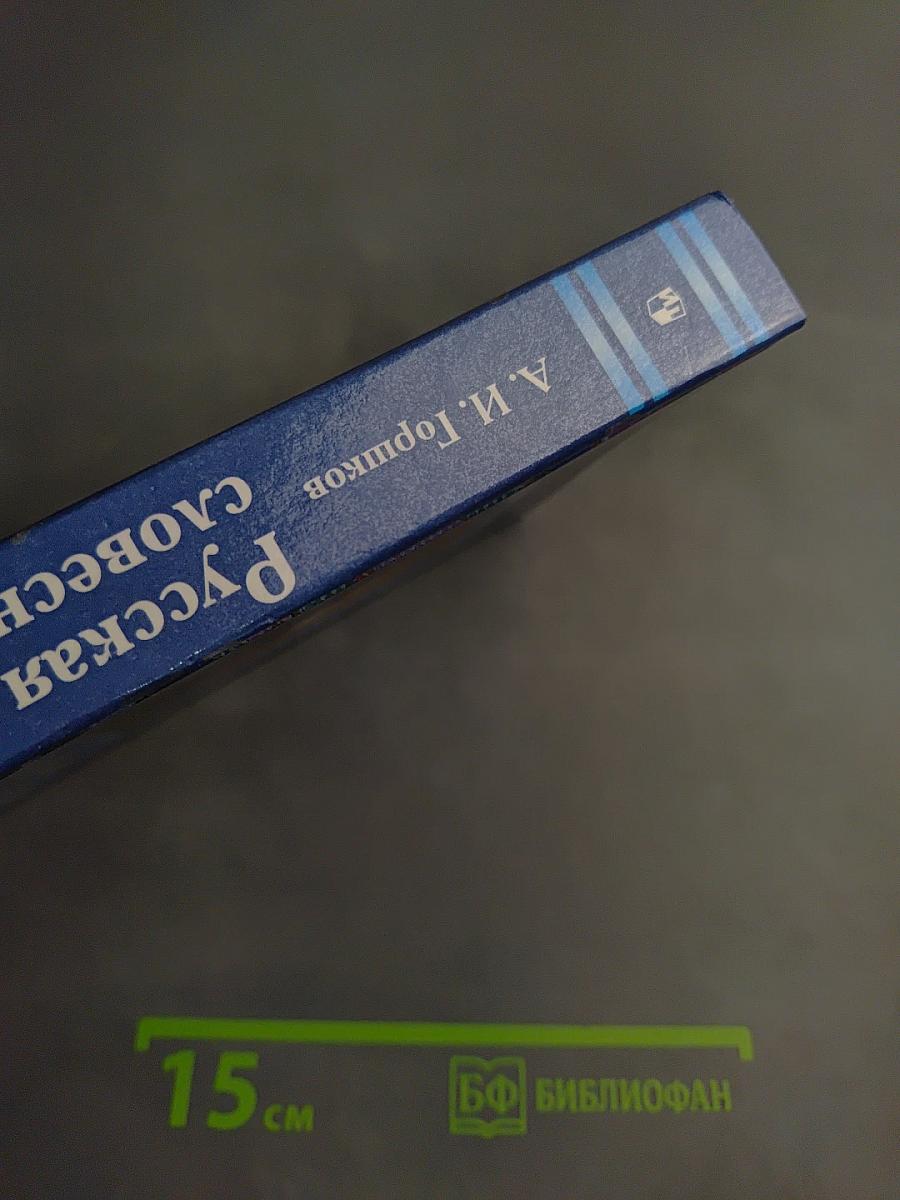 А. И. Горшков
Русская
словесн
15 см
БФ БИБЛИОФАН